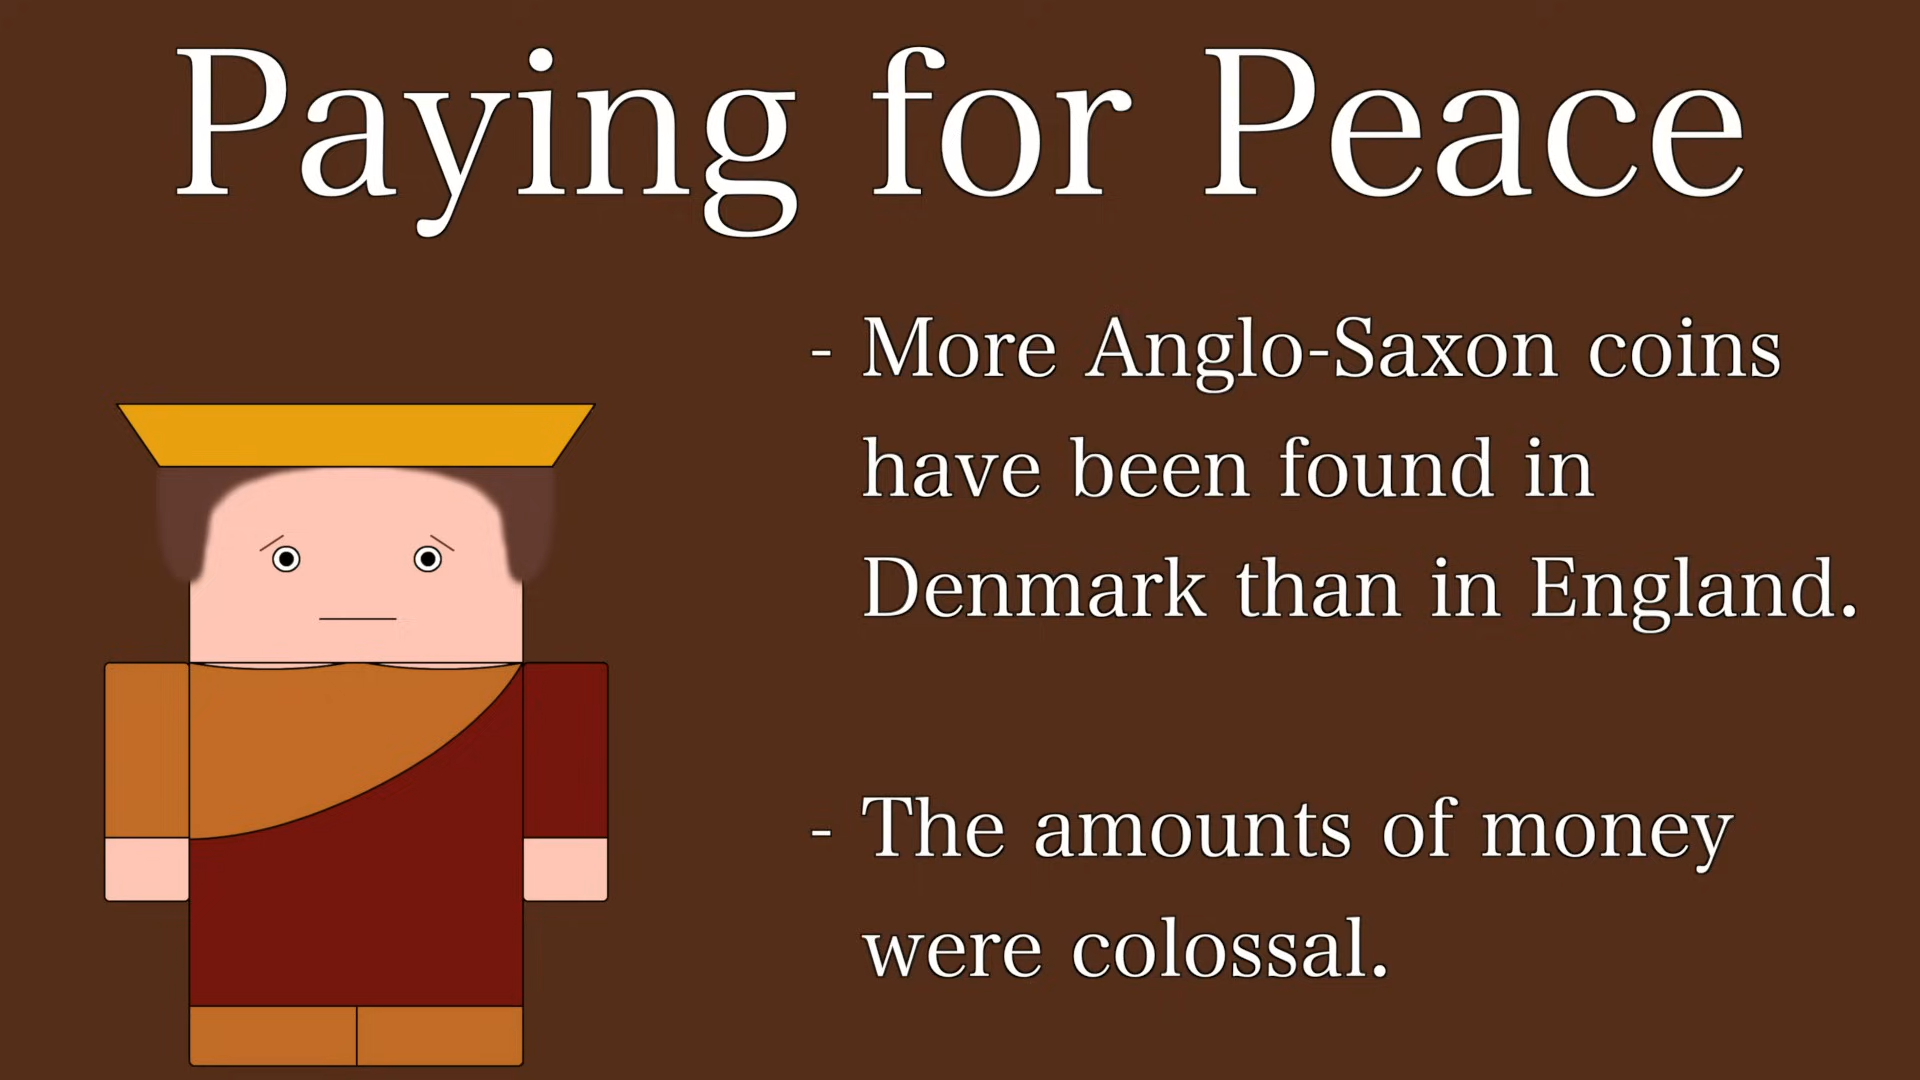 Paying for Peace
- More Anglo-Saxon coins
have been found in
Denmark than in England.
- The amounts of money
were colossal.